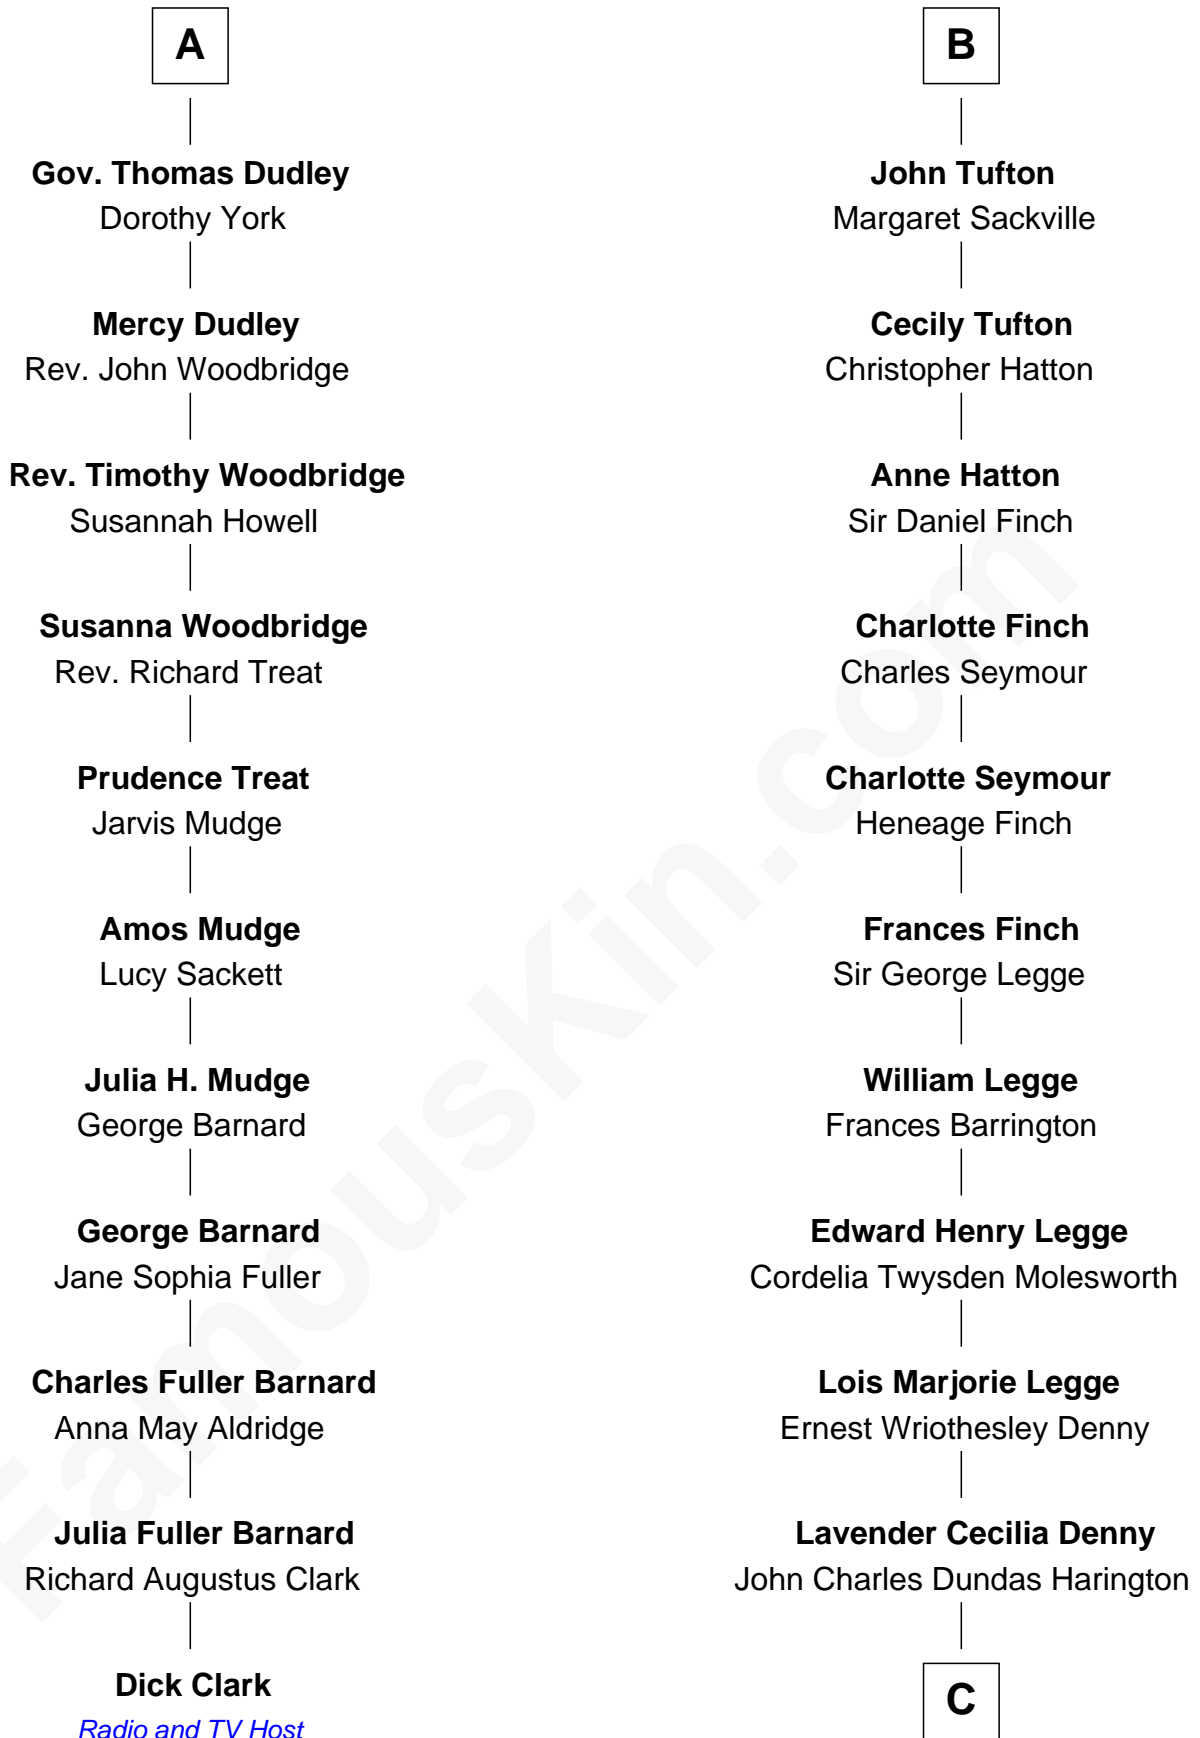 A
Gov. Thomas Dudley
Dorothy York
Mercy Dudley
Rev. John Woodbridge
Rev. Timothy Woodbridge
Susannah Howell
Susanna Woodbridge
Rev. Richard Treat
Prudence Treat
Jarvis Mudge
Amos Mudge
Lucy Sackett
Julia H. Mudge
George Barnard
George Barnard
Jane Sophia Fuller
Charles Fuller Barnard
Anna May Aldridge
Julia Fuller Barnard
Richard Augustus Clark
Dick Clark
Radio and TV Host
B
John Tufton
Margaret Sackville
Cecily Tufton
Christopher Hatton
Anne Hatton
Sir Daniel Finch
Charlotte Finch
Charles Seymour
Charlotte Seymour
Heneage Finch
Frances Finch
Sir George Legge
William Legge
Frances Barrington
Edward Henry Legge
Cordelia Twysden Molesworth
Lois Marjorie Legge
Ernest Wriothesley Denny
Lavender Cecilia Denny
John Charles Dundas Harington
C
FamousKin.com